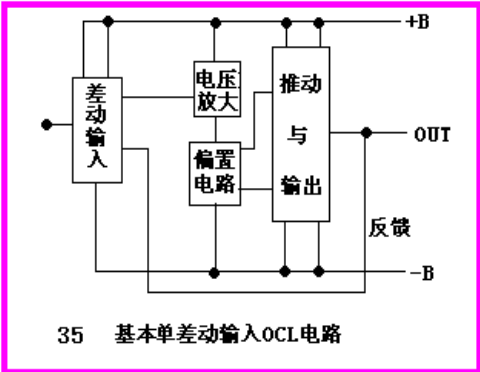 +B
差动输入
电压放大
推动与输出
OUT
偏置电路
反馈
-B
35 基本单差动输入OCL电路